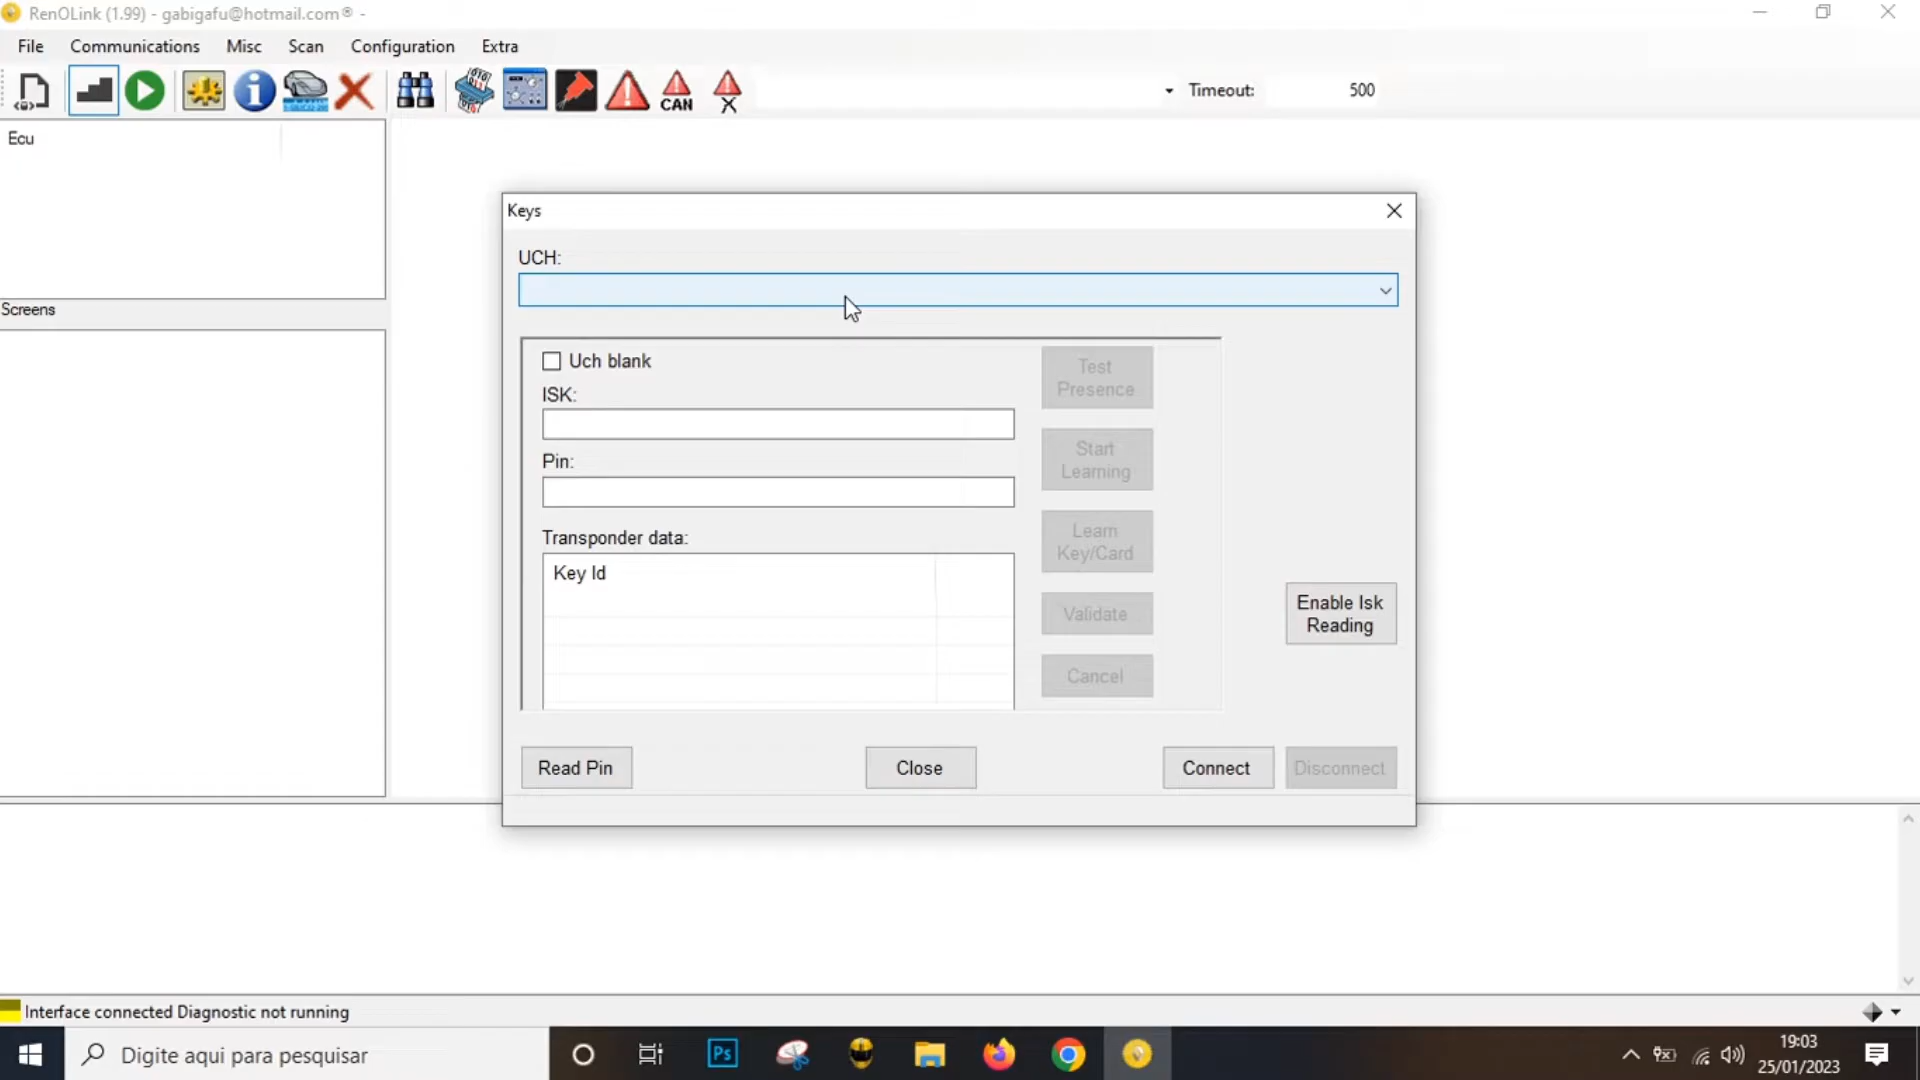 RenOLink (1.99) - gabigafu@hotmail.com® -
File Communications Misc Scan Configuration Extra
CAN
Timeout: 500
Ecu
Screens
Keys
UCH:
Uch blank
ISK:
Pin:
Transponder data:
Key Id
Test Presence
Start Learning
Learn Key/Card
Validate
Cancel
Enable Isk Reading
Read Pin
Close
Connect
Disconnect
Interface connected Diagnostic not running
Digite aqui para pesquisar
Ps
19:03
25/01/2023